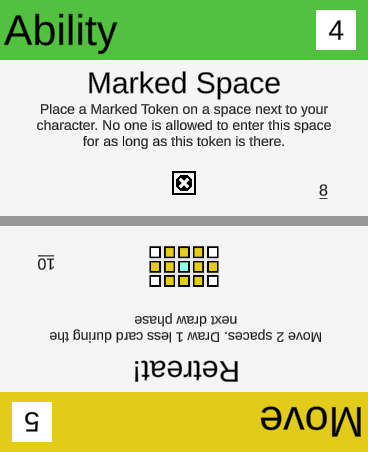 Ability
4
Marked Space
Place a Marked Token on a space next to your
character. No one is allowed to enter this space
for as long as this token is there.
8
Move
5
Retreat!
Move 2 spaces. Draw 1 less card during the
next draw phase
10